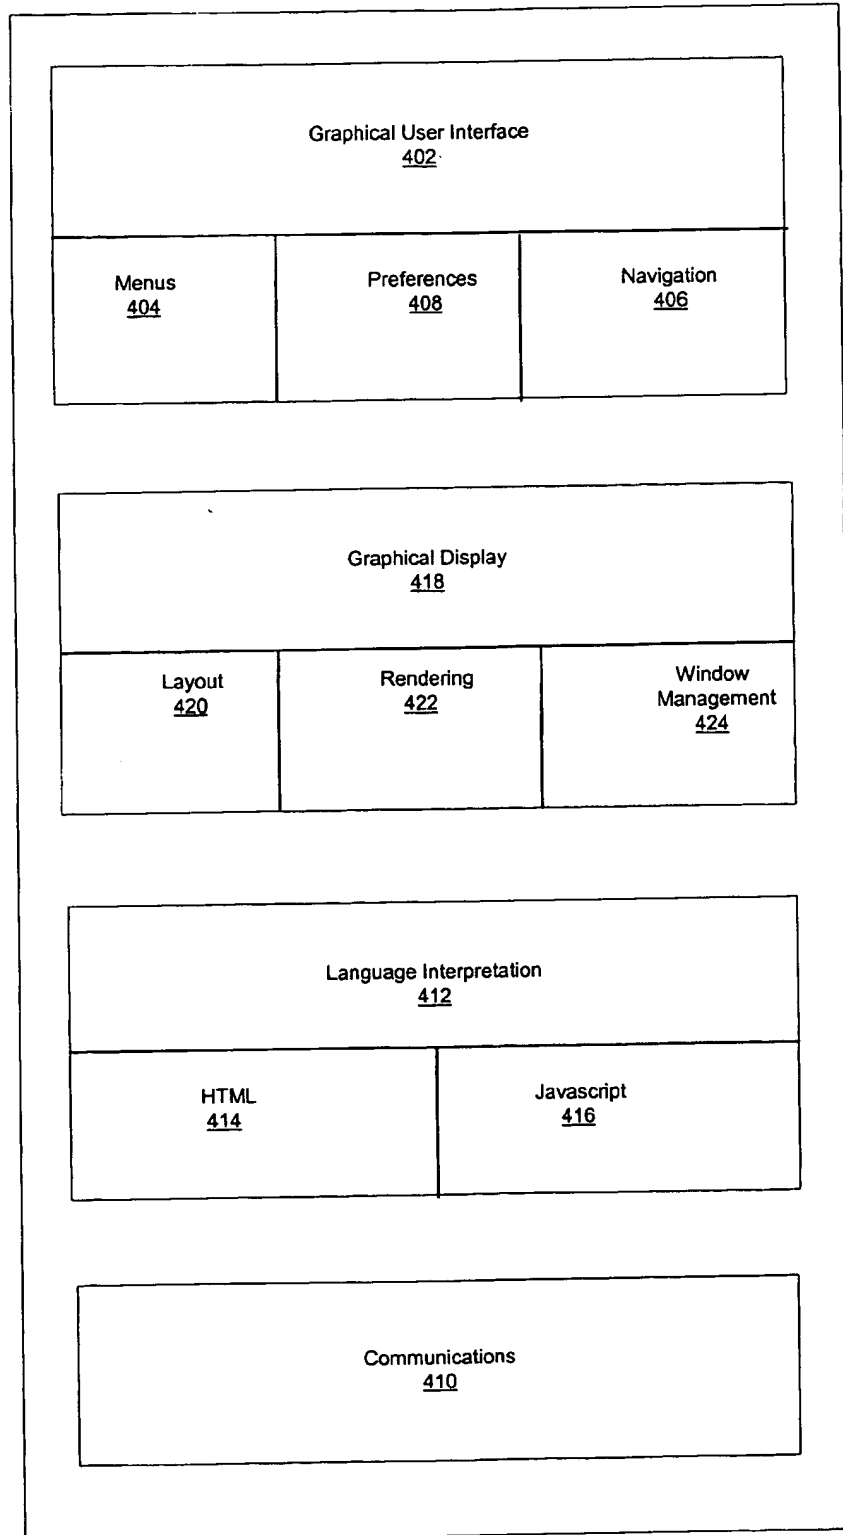 Graphical User Interface
402
Menus
404
Preferences
408
Navigation
406
Graphical Display
418
Layout
420
Rendering
422
Window
Management
424
Language Interpretation
412
HTML
414
Javascript
416
Communications
410